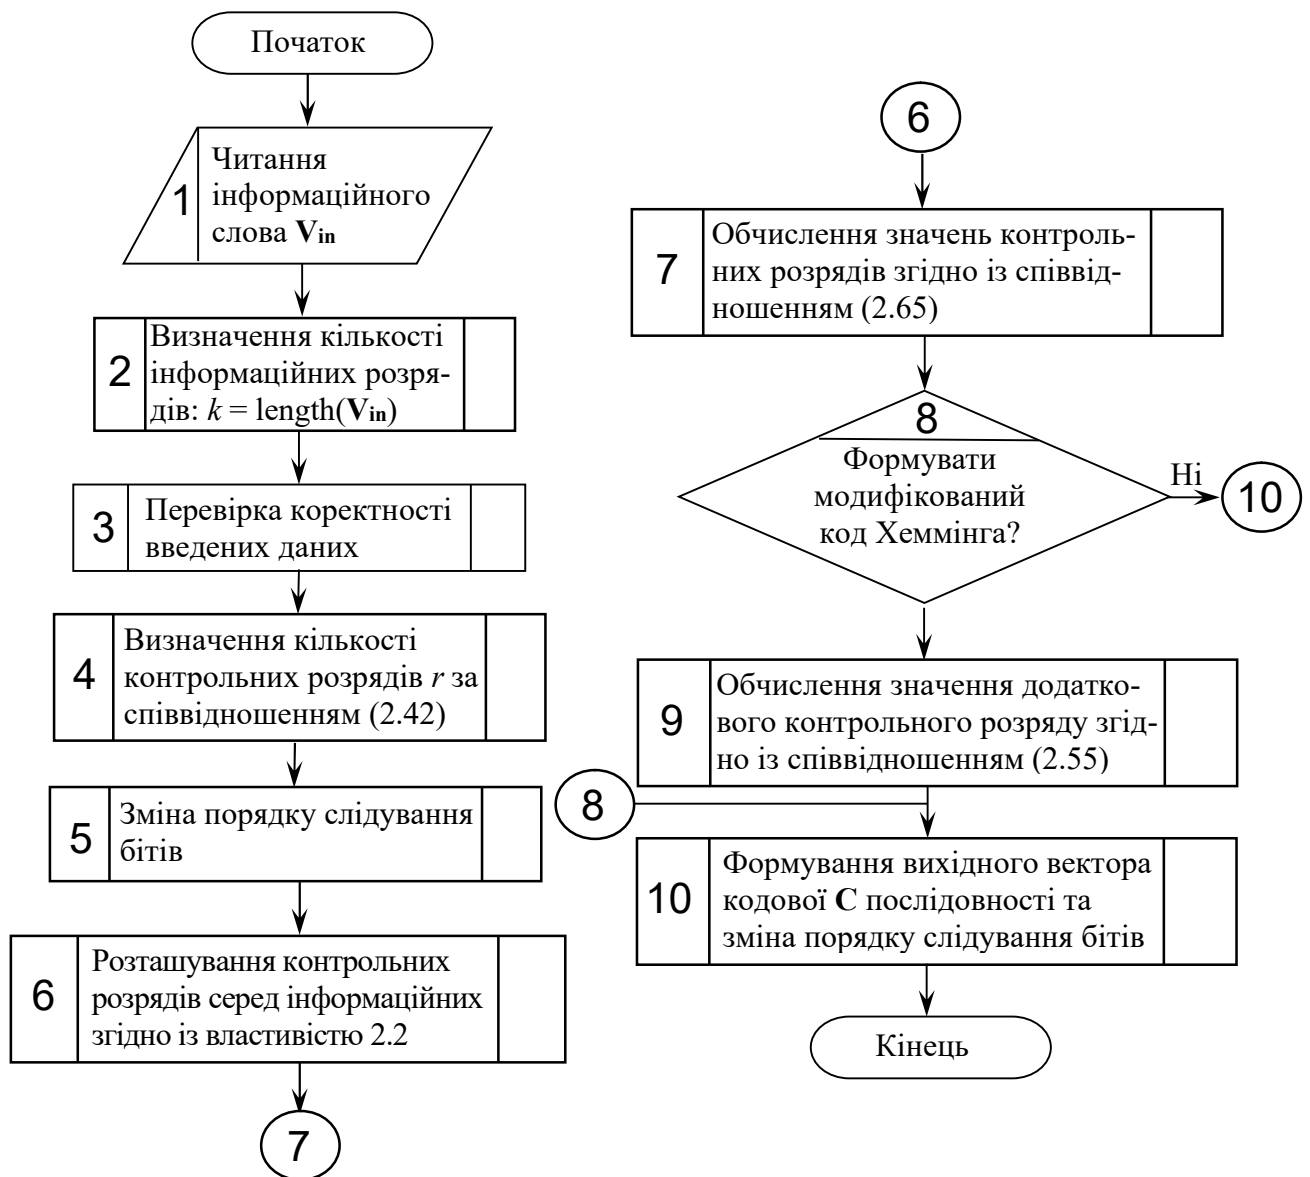 Початок
1
Читання
інформаційного
слова Vin
2
Визначення кількості
інформаційних розря-
дів: k = length(Vin)
3
Перевірка коректності
введених даних
4
Визначення кількості
контрольних розрядів r за
співвідношенням (2.42)
5
Зміна порядку слідування
бітів
6
Розташування контрольних
розрядів серед інформаційних
згідно із властивістю 2.2
7
6
7
Обчислення значень контроль-
них розрядів згідно із співвід-
ношенням (2.65)
8
Формувати
модифікований
код Хеммінга?
Ні
10
9
Обчислення значення додатко-
вого контрольного розряду згід-
но із співвідношенням (2.55)
8
10
Формування вихідного вектора
кодової C послідовності та
зміна порядку слідування бітів
Кінець